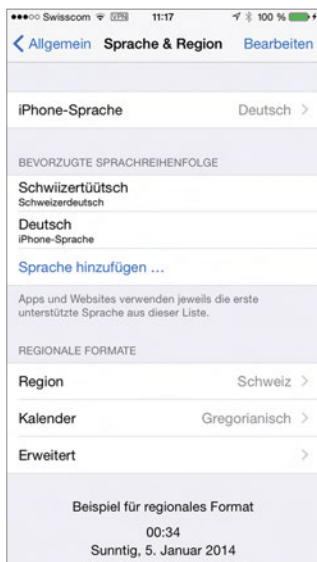 Swisscom VPN 11:17 100 %
Allgemein Sprache & Region Bearbeiten
iPhone-Sprache Deutsch
BEVORZUGTE SPRACHREIHENFOLGE
Schwiizertüütsch
Schweizerdeutsch
Deutsch
iPhone-Sprache
Sprache hinzufügen ...
Apps und Websites verwenden jeweils die erste
unterstützte Sprache aus dieser Liste.
REGIONALE FORMATE
Region Schweiz
Kalender Gregorianisch
Erweitert
Beispiel für regionales Format
00:34
Sunntig, 5. Januar 2014